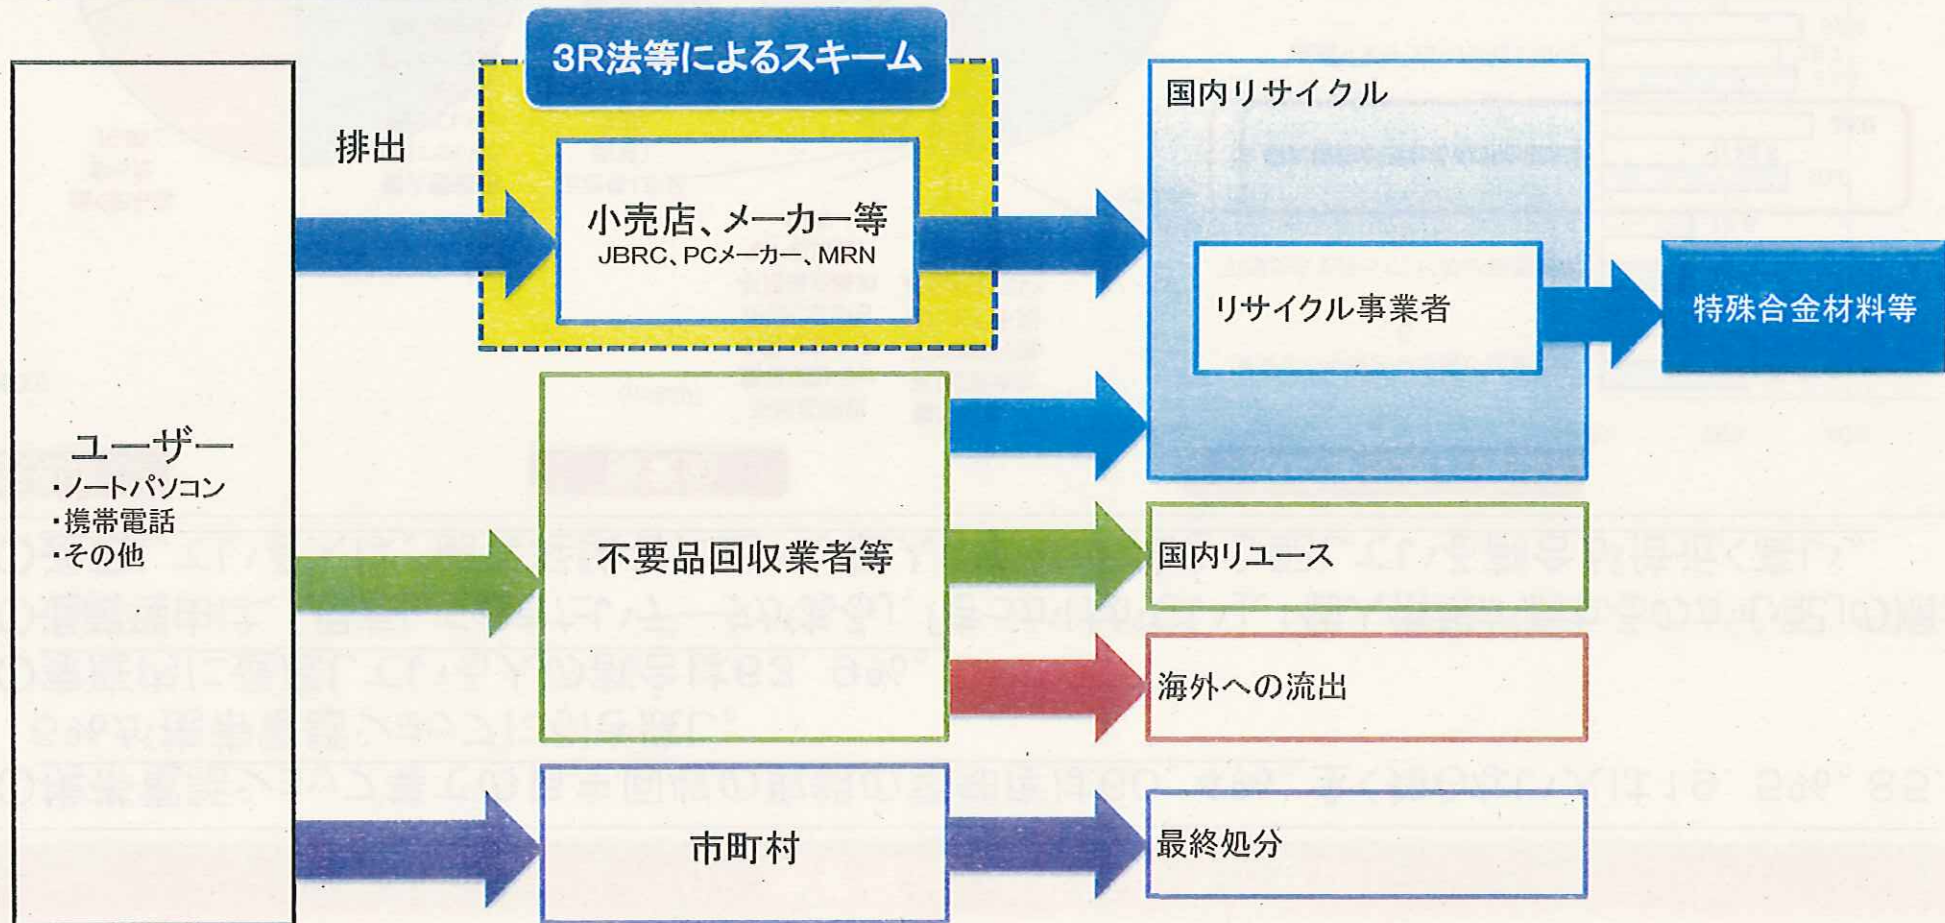 3R法等によるスキーム
排出
小売店、メーカー等
JBRC、PCメーカー、MRN
国内リサイクル
リサイクル事業者
特殊合金材料等
ユーザー
・ノートパソコン
・携帯電話
・その他
不要品回収業者等
国内リユース
海外への流出
市町村
最終処分